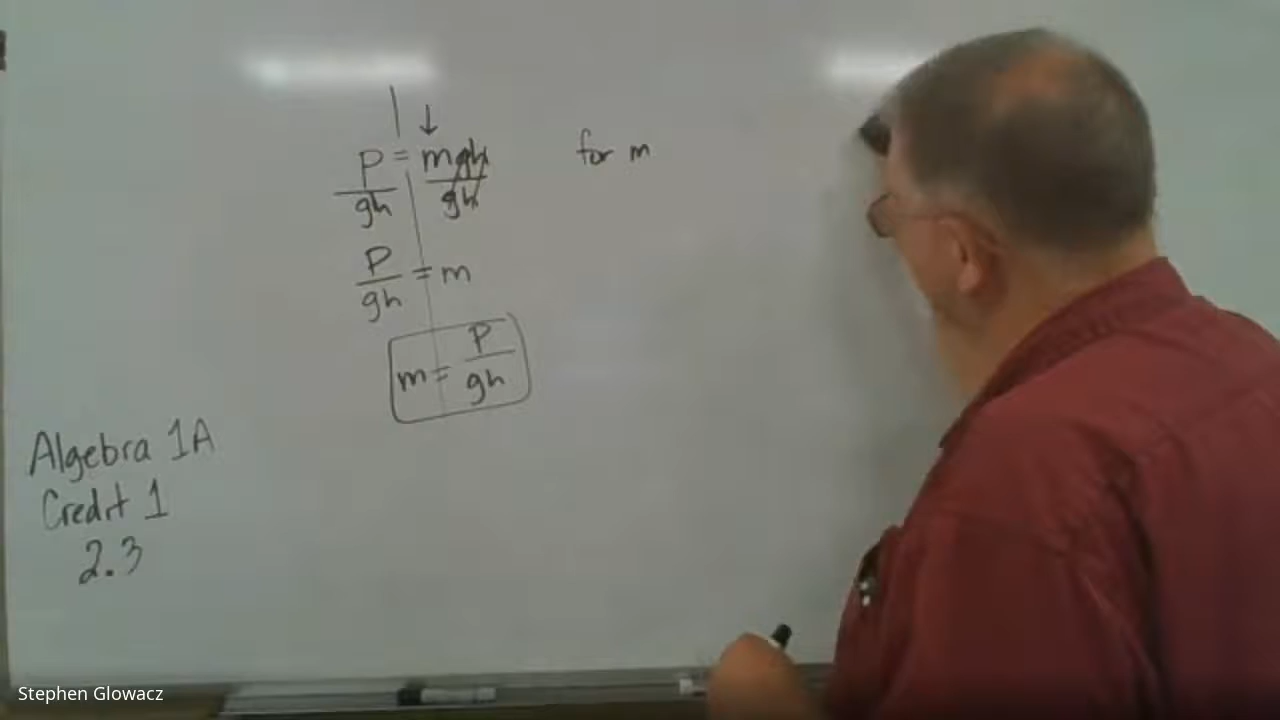 P = mgh for m
gh gh
P
gh = m
m = P
gh
Algebra 1A
Credit 1
2.3
Stephen Glowacz